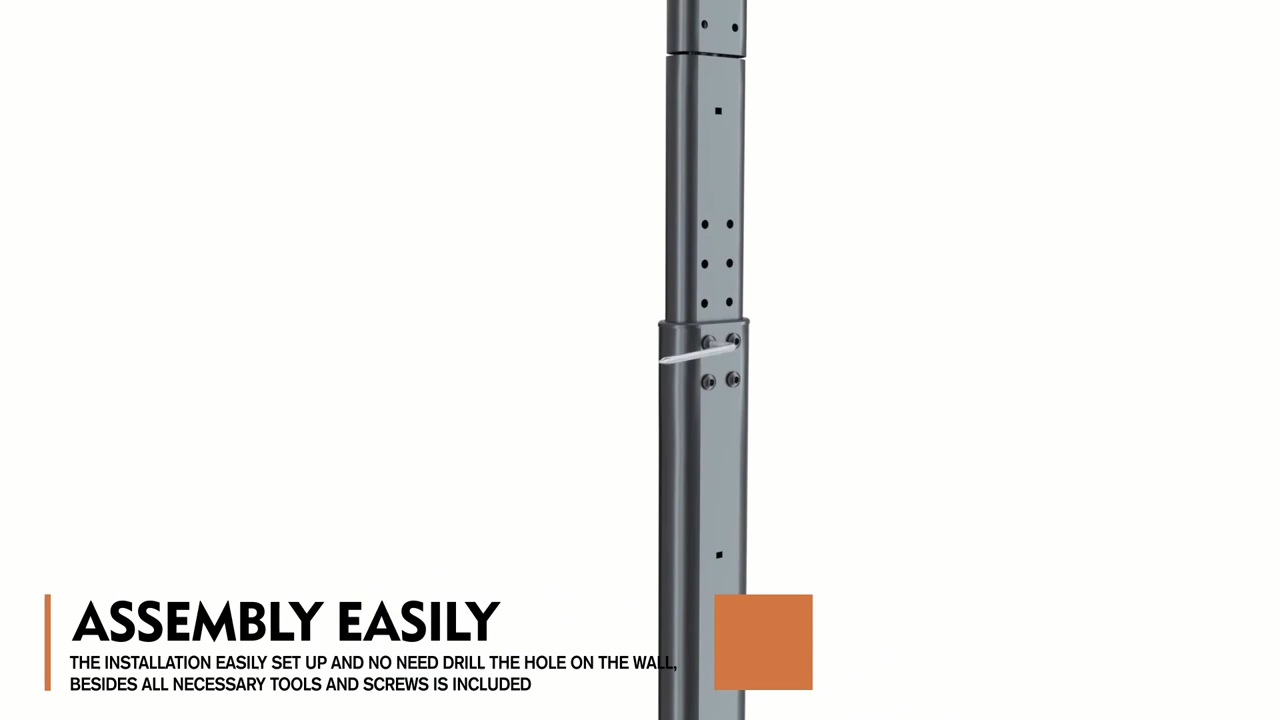 ASSEMBLY EASILY
THE INSTALLATION EASILY SET UP AND NO NEED DRILL THE HOLE ON THE WALL,
BESIDES ALL NECESSARY TOOLS AND SCREWS IS INCLUDED